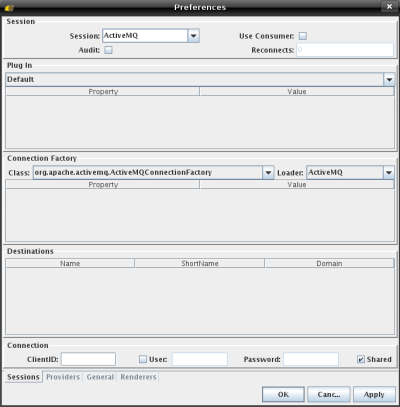 Preferences
Session
Session: ActiveMQ Use Consumer:
Audit: Reconnects: 0
Plug In
Default
Property Value
Connection Factory
Class: org.apache.activemq.ActiveMQConnectionFactory Loader: ActiveMQ
Property Value
Destinations
Name ShortName Domain
Connection
ClientID: User: Password: Shared
Sessions Providers General Renderers
OK Canc... Apply